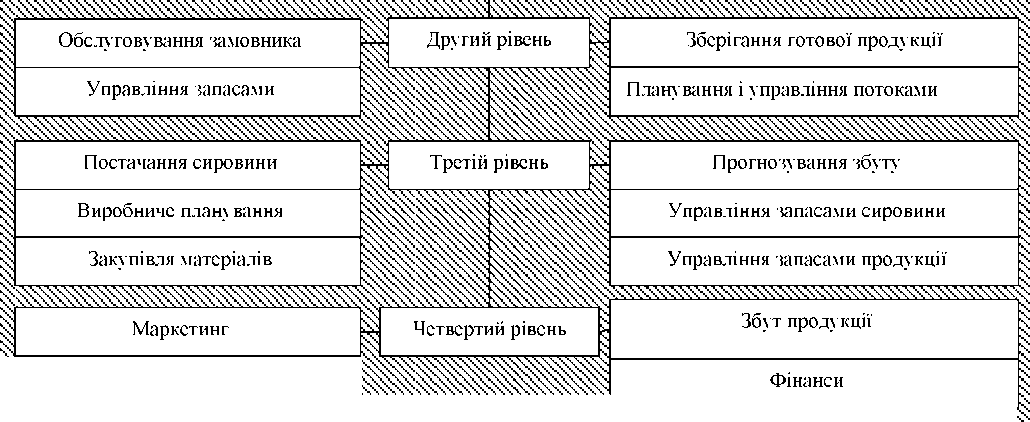 Обслуговування замовника
Другий рівень
Зберігання готової продукції
Управління запасами
Планування і управління потоками
Постачання сировини
Третій рівень
Прогнозування збуту
Виробниче планування
Управління запасами сировини
Закупівля матеріалів
Управління запасами продукції
Маркетинг
Четвертий рівень
Збут продукції
Фінанси